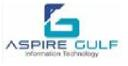 ASPIRE GULF
Information Technology